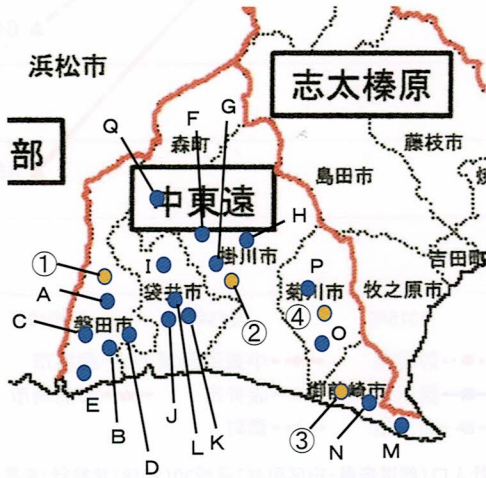 浜松市
志太榛原
部
中東遠
F
G
Q
森町
藤枝市
焼
島田市
H
①
I
掛川市
P
吉田町
A
袋井市
②
菊川市
牧之原市
C
磐田市
④
O
E
B
D
J
L
K
③
御前崎市
N
M